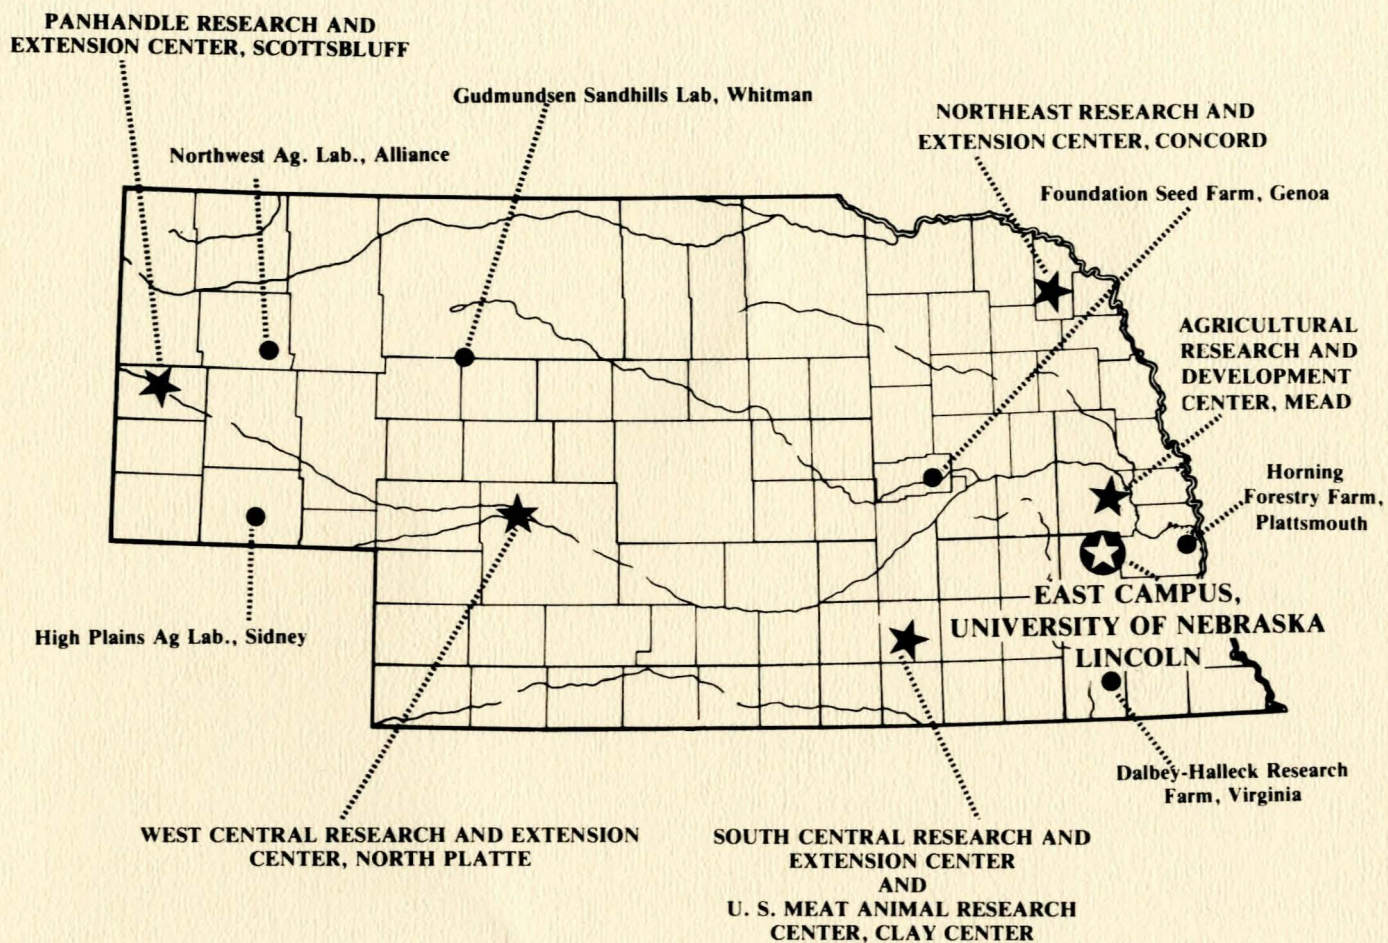 PANHANDLE RESEARCH AND
EXTENSION CENTER, SCOTTSBLUFF
Gudmundsen Sandhills Lab, Whitman
NORTHEAST RESEARCH AND
EXTENSION CENTER, CONCORD
Northwest Ag. Lab., Alliance
Foundation Seed Farm, Genoa
AGRICULTURAL
RESEARCH AND
DEVELOPMENT
CENTER, MEAD
Horning
Forestry Farm,
Plattsmouth
EAST CAMPUS,
UNIVERSITY OF NEBRASKA
LINCOLN
High Plains Ag Lab., Sidney
Dalbey-Halleck Research
Farm, Virginia
WEST CENTRAL RESEARCH AND EXTENSION
CENTER, NORTH PLATTE
SOUTH CENTRAL RESEARCH AND
EXTENSION CENTER
AND
U. S. MEAT ANIMAL RESEARCH
CENTER, CLAY CENTER